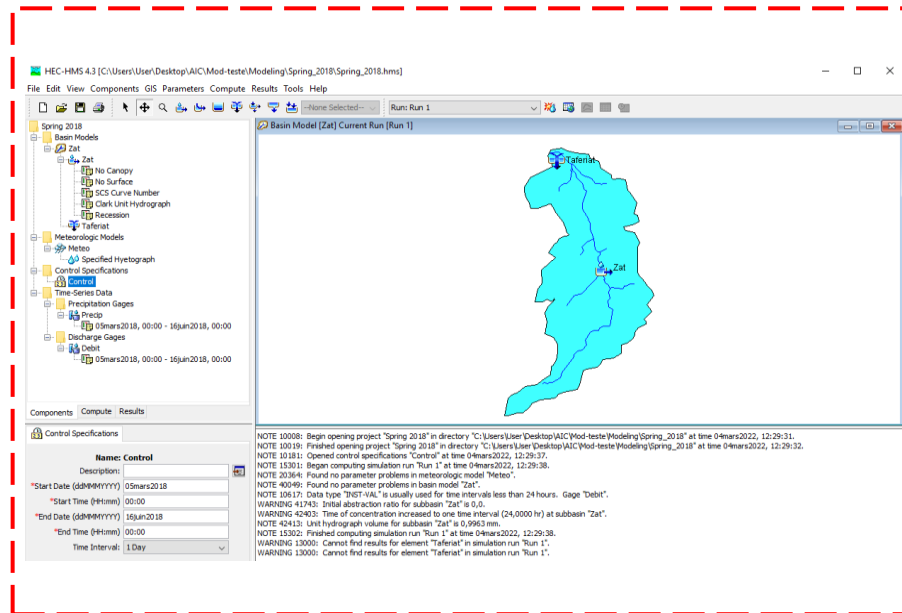 HEC-HMS 4.3 [C:\Users\User\Desktop\AIC\Mod-teste\Modeling\Spring_2018\Spring_2018.hms]
File Edit View Components GIS Parameters Compute Results Tools Help
--None Selected-- Run: Run 1
Spring 2018
Basin Models
Zat
Zat
No Canopy
No Surface
SCS Curve Number
Clark Unit Hydrograph
Recession
Taferiat
Meteorologic Models
Meteo
Specified Hyetograph
Control Specifications
Control
Time-Series Data
Precipitation Gages
Precip
05mars2018, 00:00 - 16juin2018, 00:00
Discharge Gages
Debit
05mars2018, 00:00 - 16juin2018, 00:00
Components Compute Results
Control Specifications
Name: Control
Description:
*Start Date (ddMMMYYYY) 05mars2018
*Start Time (HH:mm) 00:00
*End Date (ddMMMYYYY) 16juin2018
*End Time (HH:mm) 00:00
Time Interval: 1 Day
Basin Model [Zat] Current Run [Run 1]
Taferiat
Zat
NOTE 10008: Begin opening project "Spring 2018" in directory "C:\Users\User\Desktop\AIC\Mod-teste\Modeling\Spring_2018" at time 04mars2022, 12:29:31.
NOTE 10019: Finished opening project "Spring 2018" in directory "C:\Users\User\Desktop\AIC\Mod-teste\Modeling\Spring_2018" at time 04mars2022, 12:29:32.
NOTE 10181: Opened control specifications "Control" at time 04mars2022, 12:29:37.
NOTE 15301: Began computing simulation run "Run 1" at time 04mars2022, 12:29:38.
NOTE 20364: Found no parameter problems in meteorologic model "Meteo".
NOTE 40049: Found no parameter problems in basin model "Zat".
NOTE 10617: Data type "INST-VAL" is usually used for time intervals less than 24 hours. Gage "Debit".
WARNING 41743: Initial abstraction ratio for subbasin "Zat" is 0,0.
WARNING 42403: Time of concentration increased to one time interval (24,0000 hr) at subbasin "Zat".
NOTE 42413: Unit hydrograph volume for subbasin "Zat" is 0,9963 mm.
NOTE 15302: Finished computing simulation run "Run 1" at time 04mars2022, 12:29:38.
WARNING 13000: Cannot find results for element "Taferiat" in simulation run "Run 1".
WARNING 13000: Cannot find results for element "Taferiat" in simulation run "Run 1".